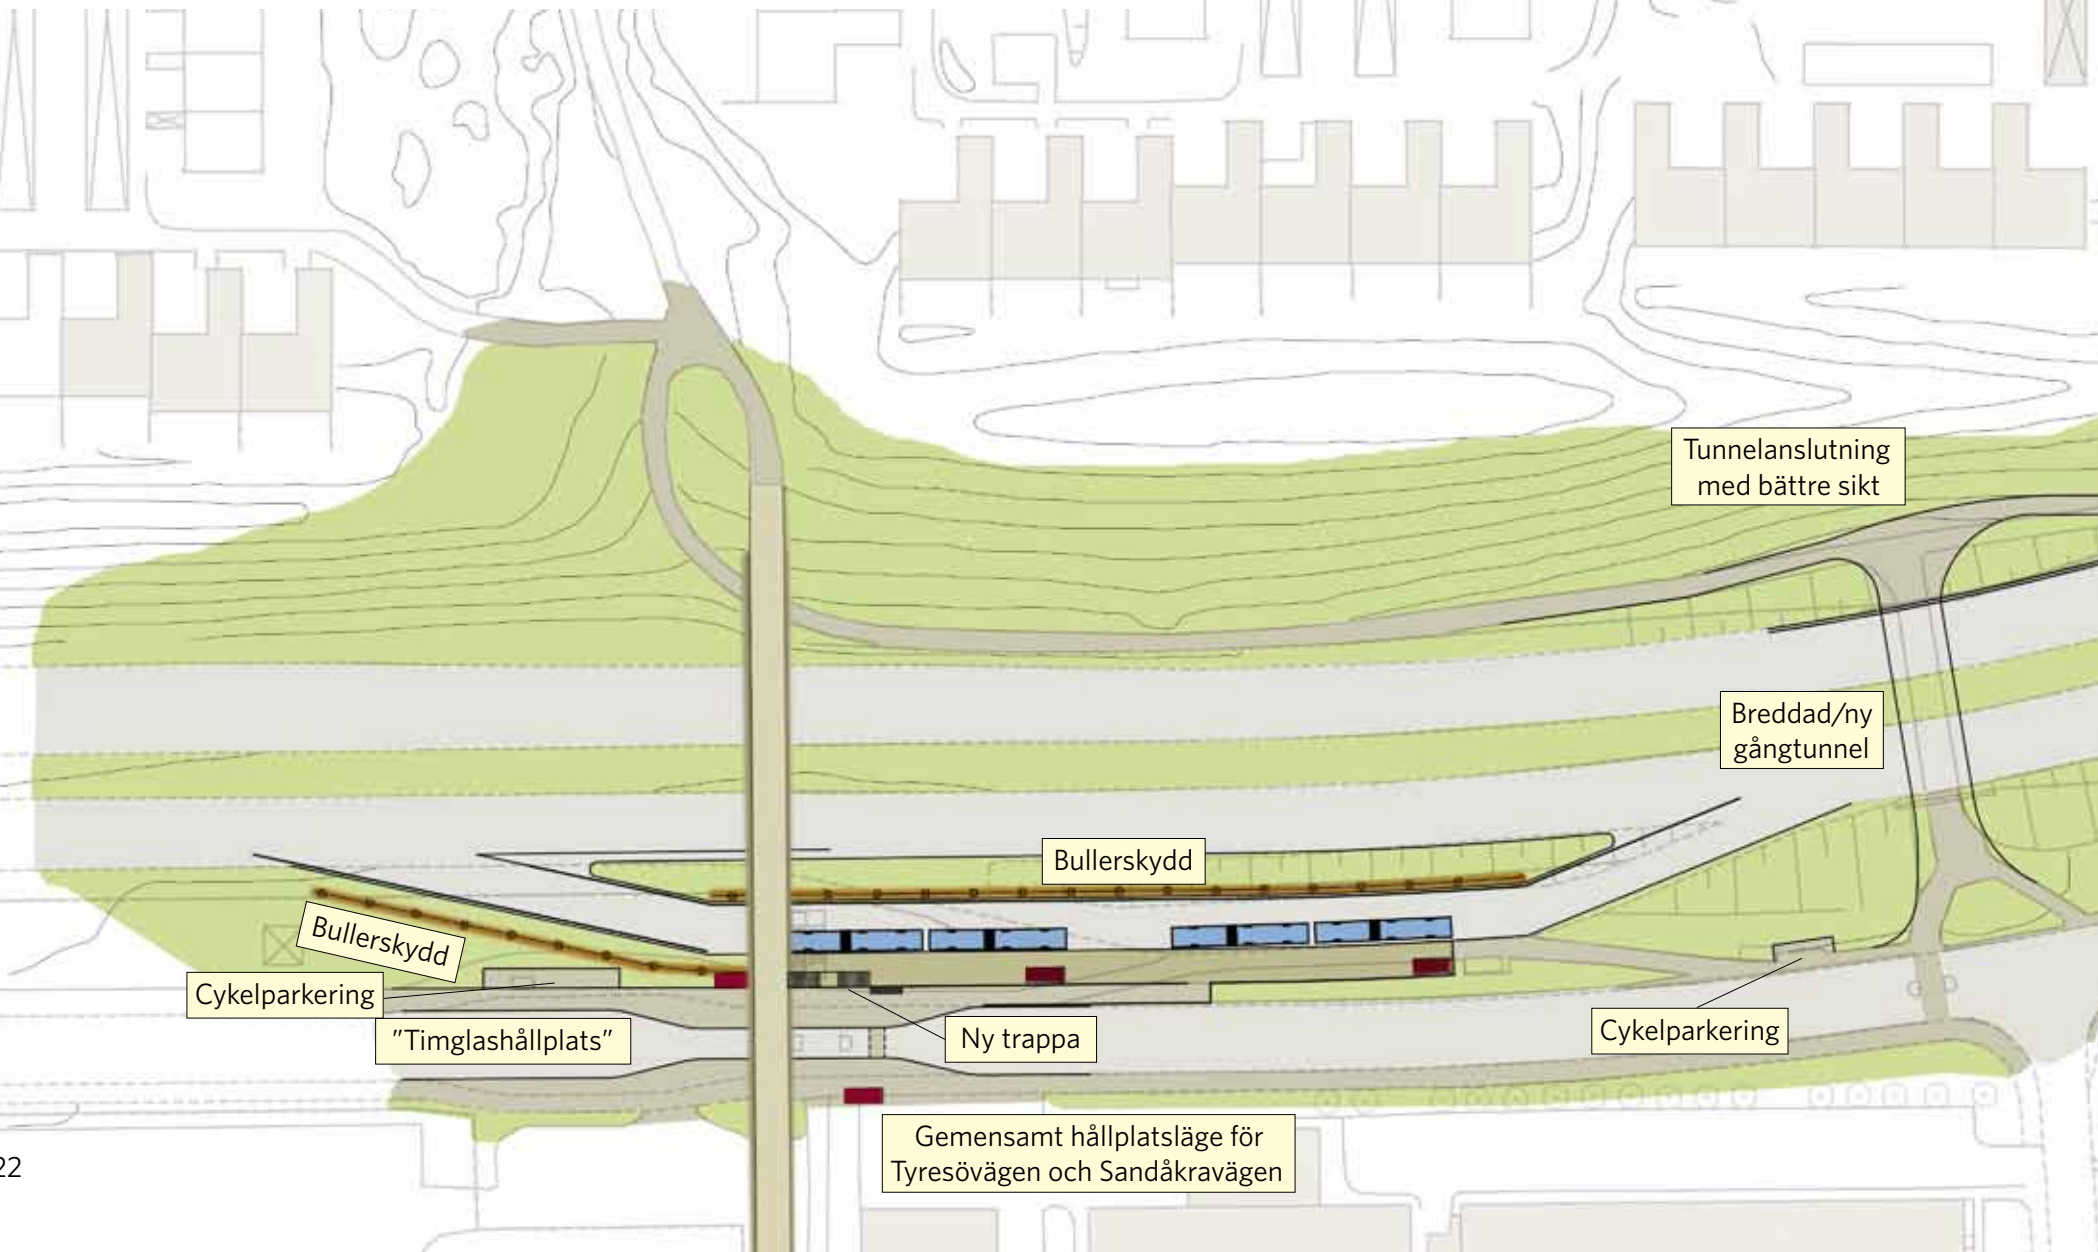 Tunnelanslutning
med bättre sikt
Breddad/ny
gångtunnel
Bullerskydd
Bullerskydd
Cykelparkering
"Timglashållplats"
Ny trappa
Cykelparkering
Gemensamt hållplatsläge för
Tyresövägen och Sandåkravägen
22